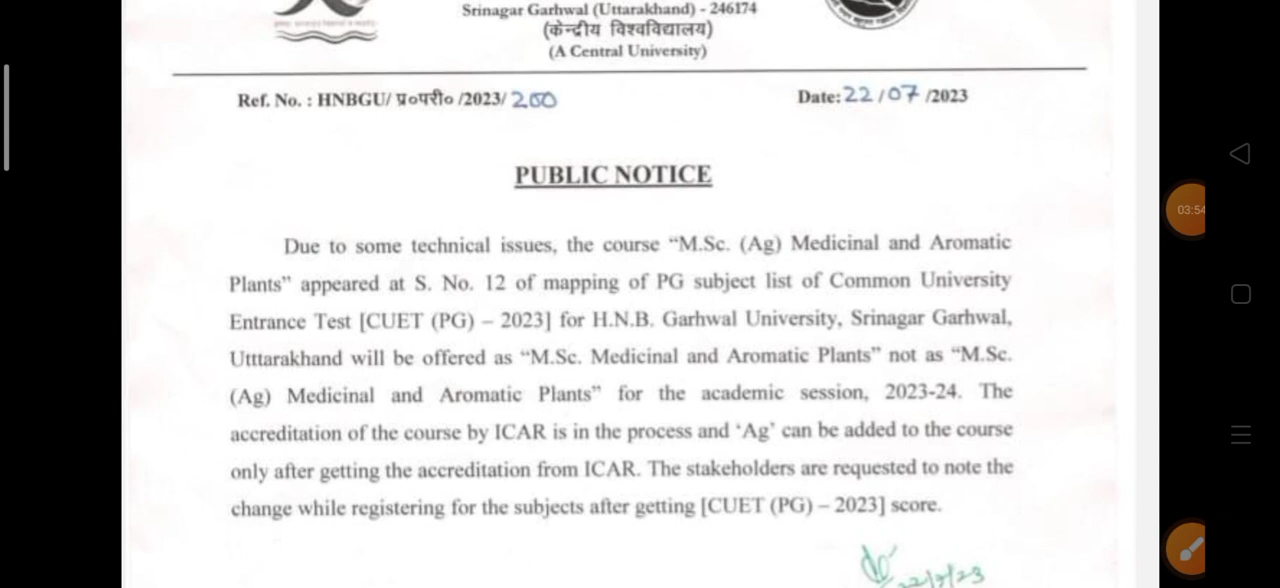 Srinagar Garhwal (Uttarakhand) - 246174
(केन्द्रीय विश्वविद्यालय)
(A Central University)
Ref. No. : HNBGU/ प्र०परी० /2023/ 200
Date: 22/07 /2023
PUBLIC NOTICE
Due to some technical issues, the course “M.Sc. (Ag) Medicinal and Aromatic
Plants” appeared at S. No. 12 of mapping of PG subject list of Common University
Entrance Test [CUET (PG) – 2023] for H.N.B. Garhwal University, Srinagar Garhwal,
Utttarakhand will be offered as “M.Sc. Medicinal and Aromatic Plants” not as “M.Sc.
(Ag) Medicinal and Aromatic Plants” for the academic session, 2023-24. The
accreditation of the course by ICAR is in the process and ‘Ag’ can be added to the course
only after getting the accreditation from ICAR. The stakeholders are requested to note the
change while registering for the subjects after getting [CUET (PG) – 2023] score.
22/7/23
03:54